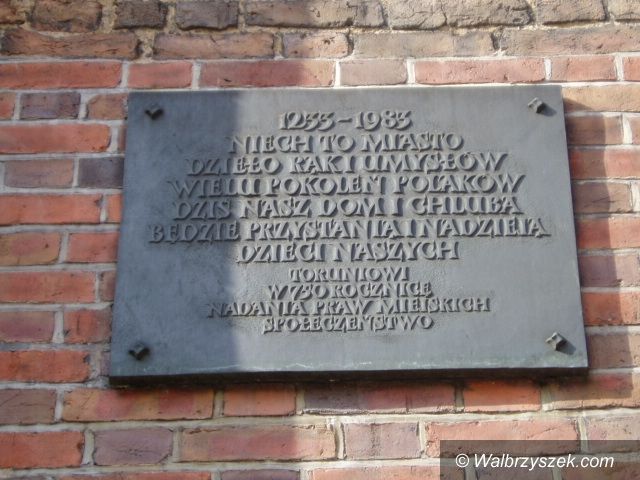 1233-1983
NIECH TO MIASTO
DZIEŁO RĄK I UMYSŁÓW
WIELU POKOLEŃ POLAKÓW
DZIŚ NASZ DOM I CHLUBA
BĘDZIE PRZYSTANIĄ I NADZIEJĄ
DZIECI NASZYCH
TORUNIOWI
W 750 ROCZNICĘ
NADANIA PRAW MIEJSKICH
SPOŁECZEŃSTWO
© Walbrzyszek.com